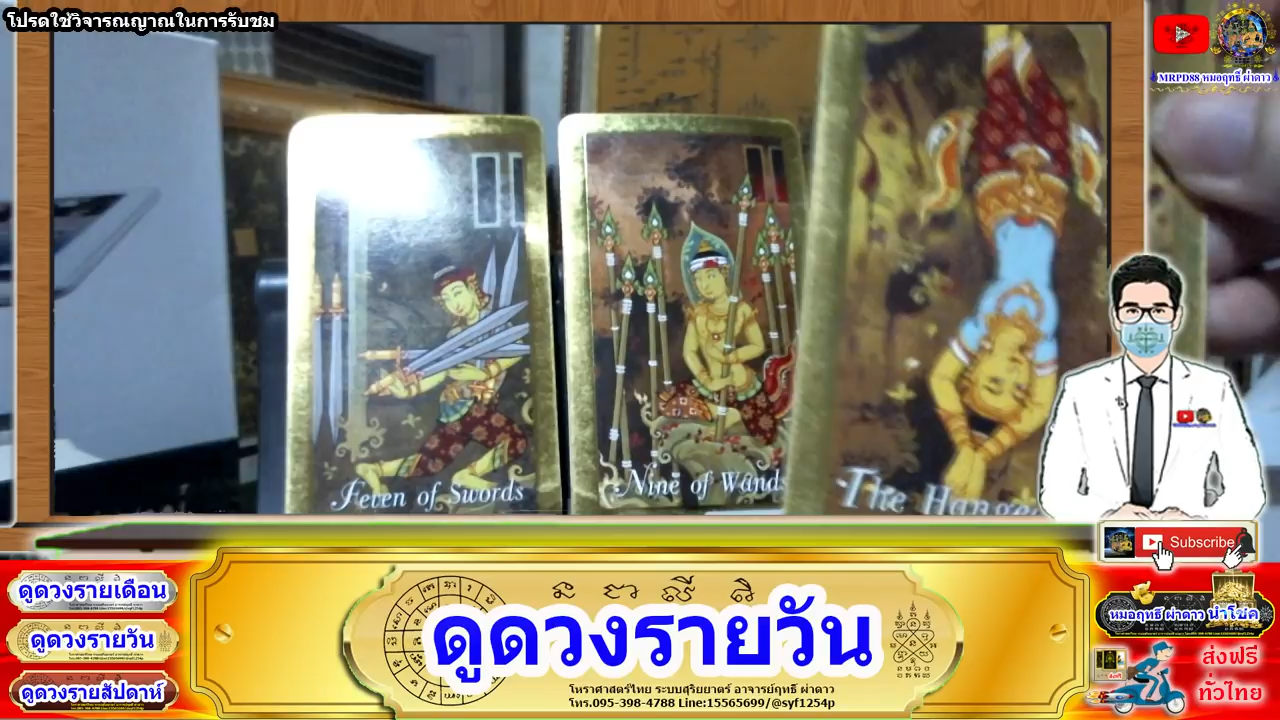 โปรดใช้วิจารณญาณในการรับชม
MRPD88 หมอฤทธิ์ ผ่าดาว
Seven of Swords
Nine of Wands
The Hange
Subscribe
ดูดวงรายเดือน
ดูดวงรายวัน
ดูดวงรายสัปดาห์
ดูดวงรายวัน
โหราศาสตร์ไทย ระบบสุริยยาตร์ อาจารย์ฤทธิ์ ผ่าดาว
โทร.095-398-4788 Line:15565699/@syf1254p
หมอฤทธิ์ ผ่าดาว นำโชค
ส่งฟรี
ทั่วไทย